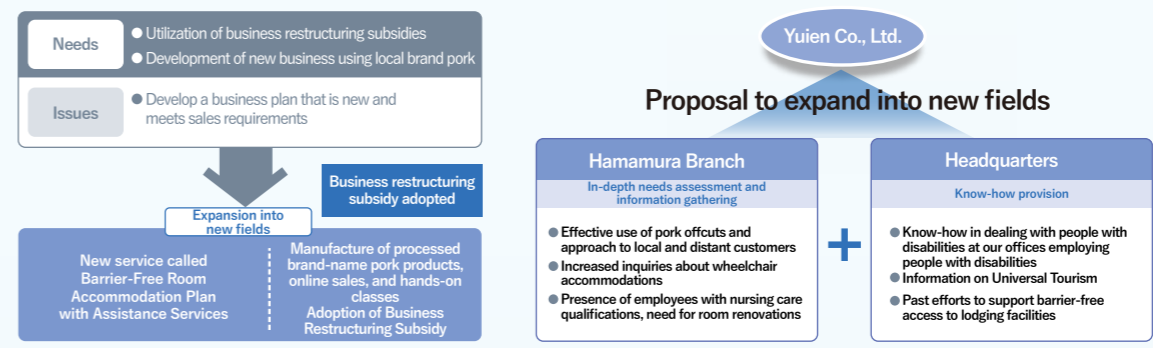 Needs
Utilization of business restructuring subsidies
Development of new business using local brand pork
Issues
Develop a business plan that is new and
meets sales requirements
Business restructuring
subsidy adopted
Expansion into
new fields
New service called
Barrier-Free Room
Accommodation Plan
with Assistance Services
Manufacture of processed
brand-name pork products,
online sales, and hands-on
classes
Adoption of Business
Restructuring Subsidy
Yuien Co., Ltd.
Proposal to expand into new fields
Hamamura Branch
In-depth needs assessment and
information gathering
Effective use of pork offcuts and
approach to local and distant customers
Increased inquiries about wheelchair
accommodations
Presence of employees with nursing care
qualifications, need for room renovations
+
Headquarters
Know-how provision
Know-how in dealing with people with
disabilities at our offices employing
people with disabilities
Information on Universal Tourism
Past efforts to support barrier-free
access to lodging facilities